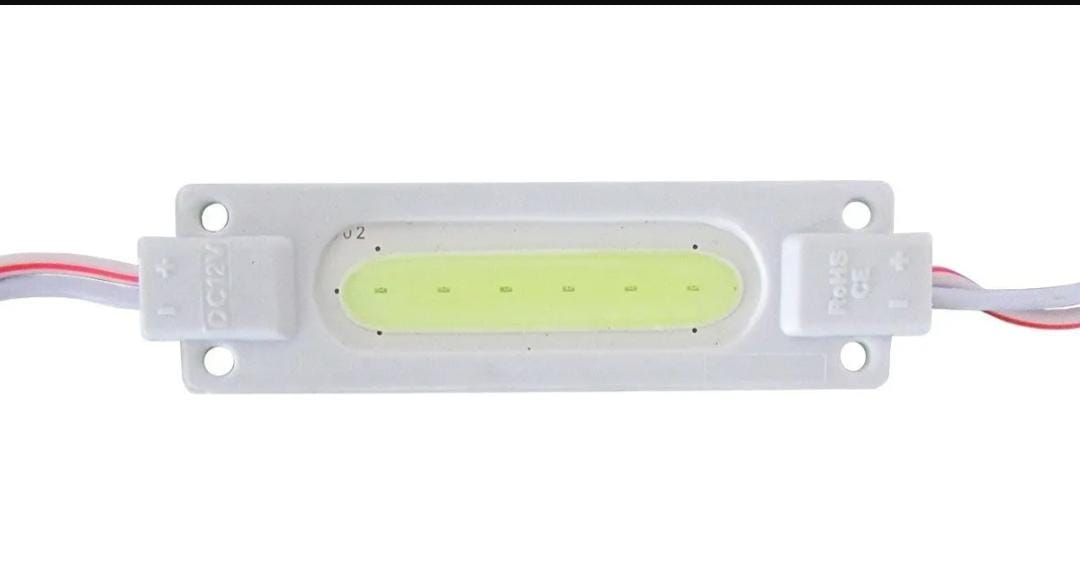 02
+
-
DC12V
RoHS
CE
+
-